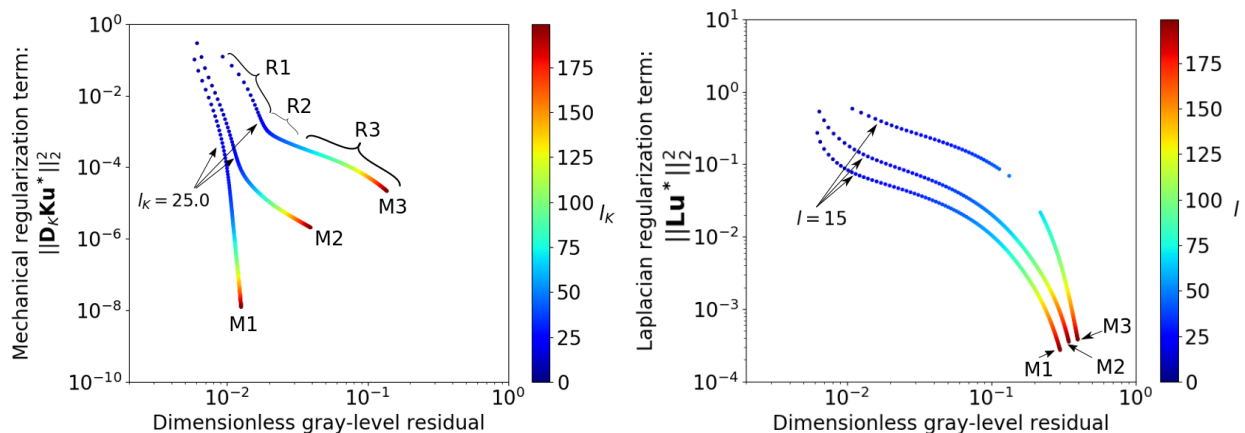 Mechanical regularization term:
||D_K Ku^*||_2^2
10^0
10^{-2}
10^{-4}
10^{-6}
10^{-8}
10^{-10}
R1
R2
R3
l_K = 25.0
M1
M2
M3
10^{-2}
10^{-1}
10^0
Dimensionless gray-level residual
175
150
125
100
75
50
25
0
l_K
Laplacian regularization term:
||Lu^*||_2^2
10^1
10^0
10^{-1}
10^{-2}
10^{-3}
10^{-4}
l = 15
M3
M1
M2
10^{-2}
10^{-1}
10^0
Dimensionless gray-level residual
175
150
125
100
75
50
25
0
l